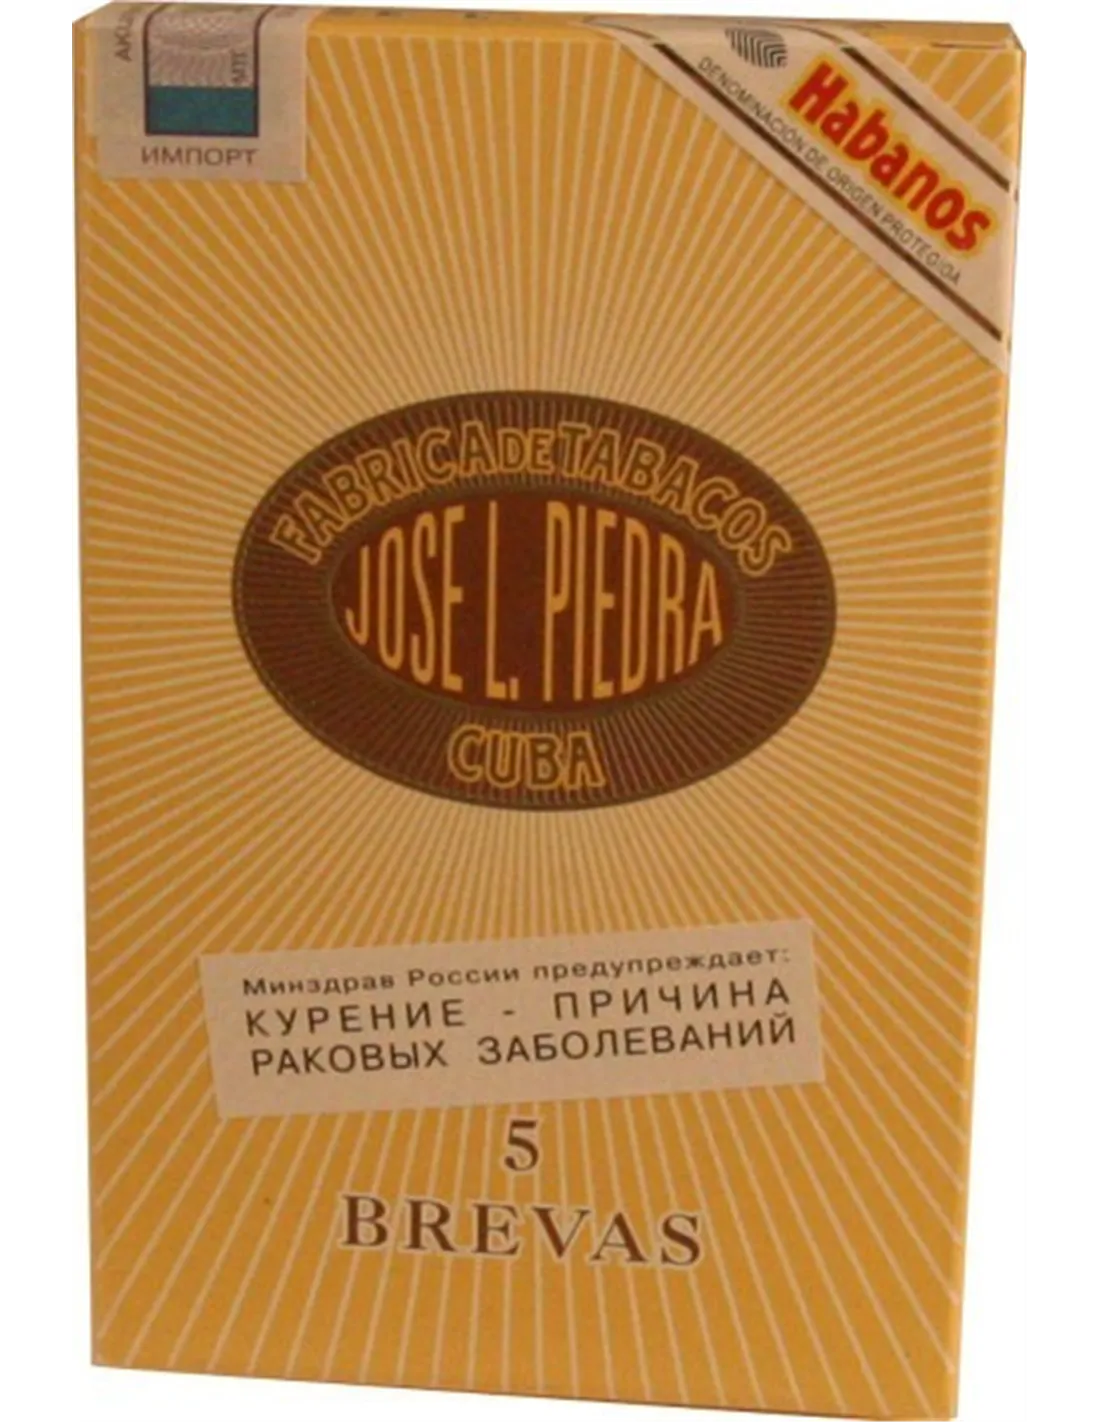 ИМПОРТ
Habanos
DENOMINACIÓN DE ORIGEN PROTEGIDA
FABRICA DE TABACOS
JOSE L. PIEDRA
CUBA
Минздрав России предупреждает:
КУРЕНИЕ - ПРИЧИНА
РАКОВЫХ ЗАБОЛЕВАНИЙ
5
BREVAS